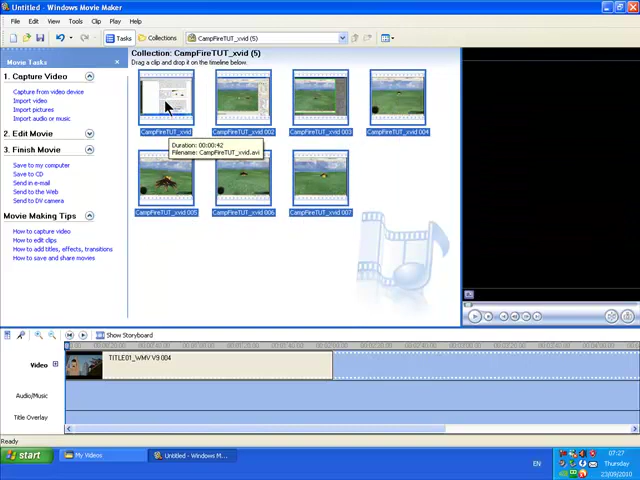 Untitled - Windows Movie Maker
File Edit View Tools Clip Play Help
Tasks Collections CampFireTUT_xvid (5)
Movie Tasks
Collection: CampFireTUT_xvid (5)
Drag a clip and drop it on the timeline below.
1. Capture Video
Capture from video device
Import video
Import pictures
Import audio or music
2. Edit Movie
3. Finish Movie
Save to my computer
Save to CD
Send in e-mail
Send to the Web
Send to DV camera
Movie Making Tips
How to capture video
How to edit clips
How to add titles, effects, transitions
How to save and share movies
CampFireTUT_xvid
CampFireTUT_xvid 002
CampFireTUT_xvid 003
CampFireTUT_xvid 004
Duration: 00:00:42
Filename: CampFireTUT_xvid.avi
CampFireTUT_xvid 005
CampFireTUT_xvid 006
CampFireTUT_xvid 007
Show Storyboard
Video
TITLE01_WMV V9 004
Audio/Music
Title Overlay
Ready
start
My Videos
Untitled - Windows M...
EN
07:27
Thursday
23/09/2010